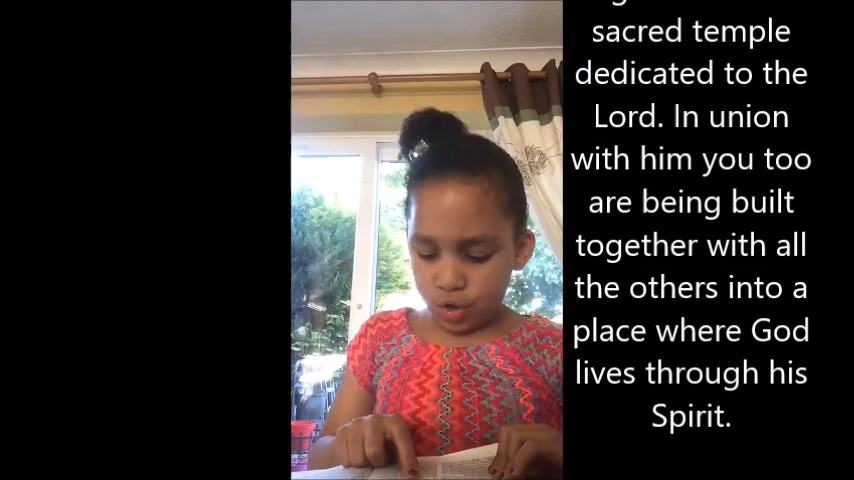 sacred temple
dedicated to the
Lord. In union
with him you too
are being built
together with all
the others into a
place where God
lives through his
Spirit.